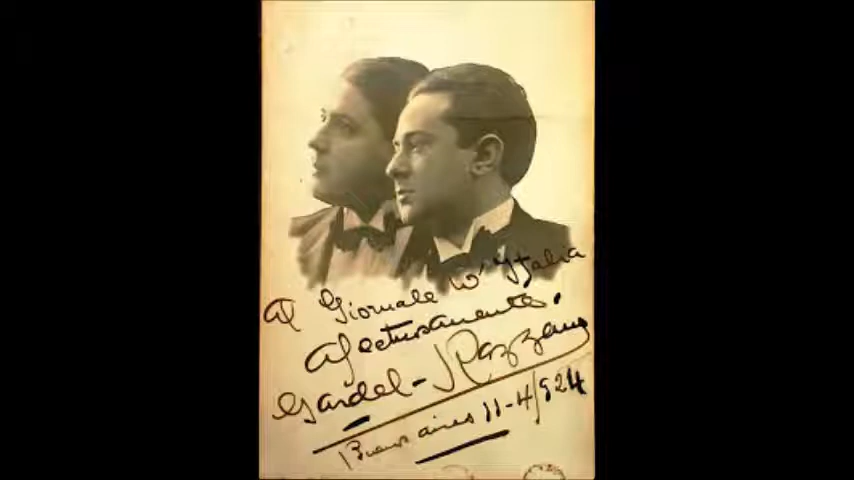 Al Giornale D'Italia
Afectuosamente.
Gardel-Razzano
Buenos aires 11-4/924